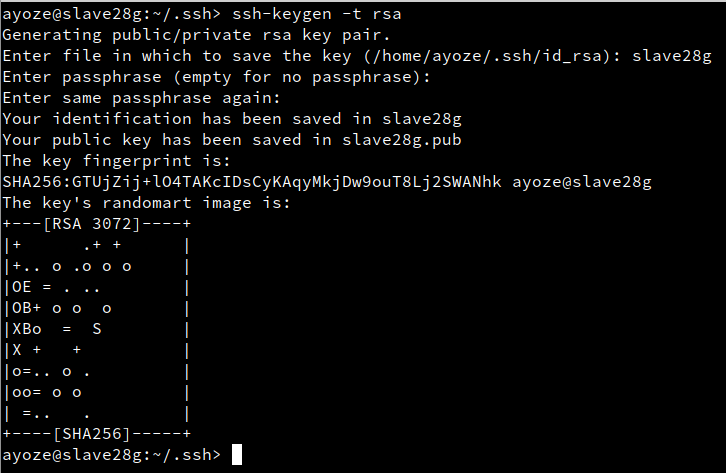 ayoze@slave28g:~/.ssh> ssh-keygen -t rsa
Generating public/private rsa key pair.
Enter file in which to save the key (/home/ayoze/.ssh/id_rsa): slave28g
Enter passphrase (empty for no passphrase):
Enter same passphrase again:
Your identification has been saved in slave28g
Your public key has been saved in slave28g.pub
The key fingerprint is:
SHA256:GTUjZij+lO4TAKcIDsCyKAqyMkjDw9ouT8Lj2SWANhk ayoze@slave28g
The key's randomart image is:
+---[RSA 3072]----+
|+      .+ +      |
|+.. o .o o o     |
|OE = . ..        |
|OB+ o o  o       |
|XBo  =  S        |
|X +   +          |
|o=.. o .         |
|oo= o o          |
| =..   .         |
+----[SHA256]-----+
ayoze@slave28g:~/.ssh>